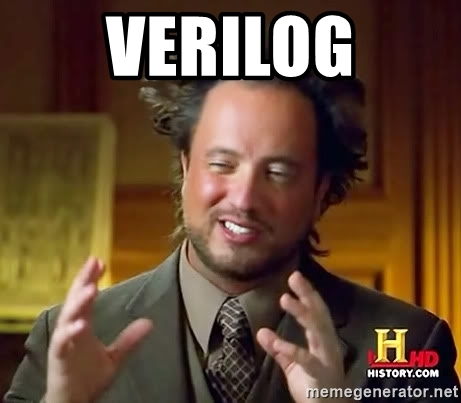 VERILOG
H HD
HISTORY.COM
memegenerator.net